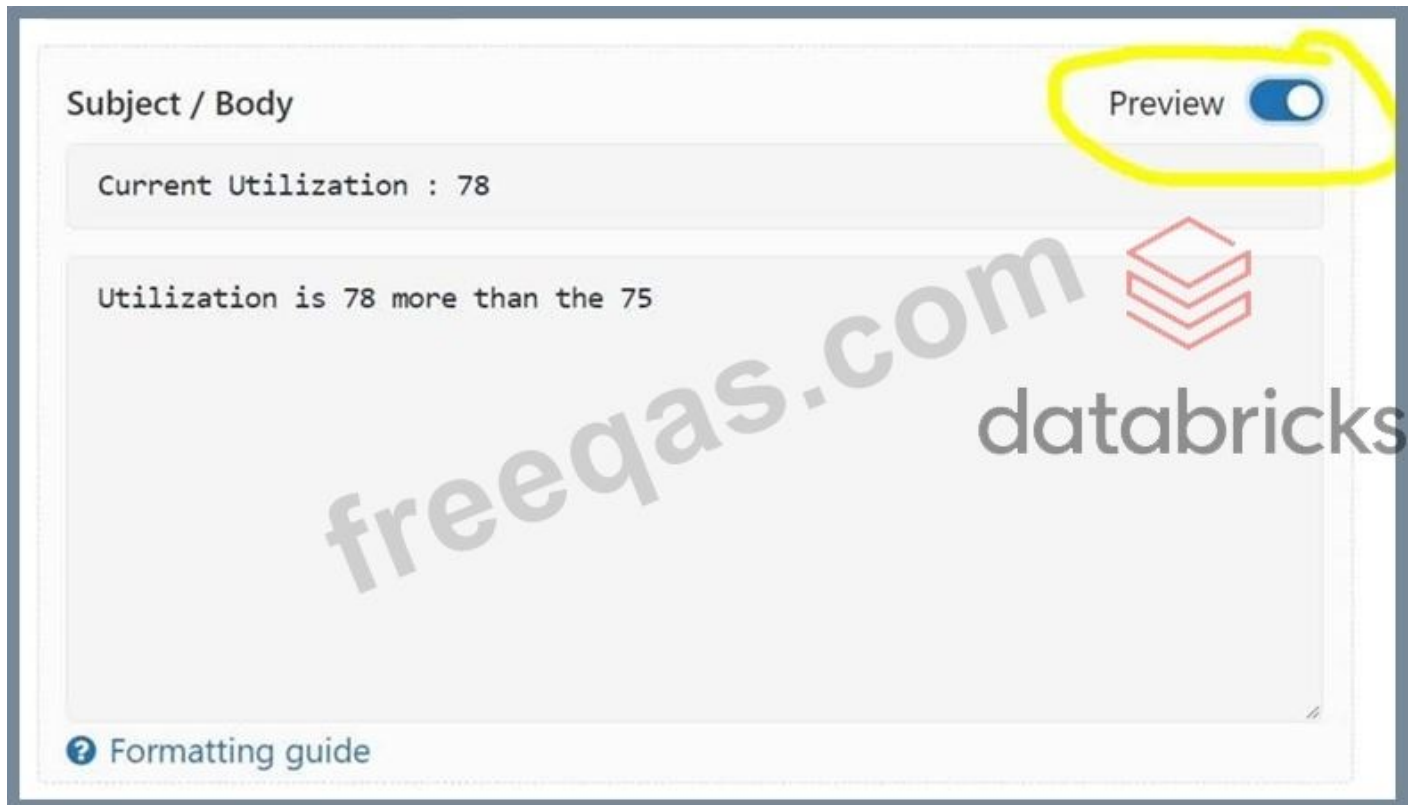 Subject / Body
Preview
Current Utilization : 78
Utilization is 78 more than the 75
freeqas.com
databricks
Formatting guide